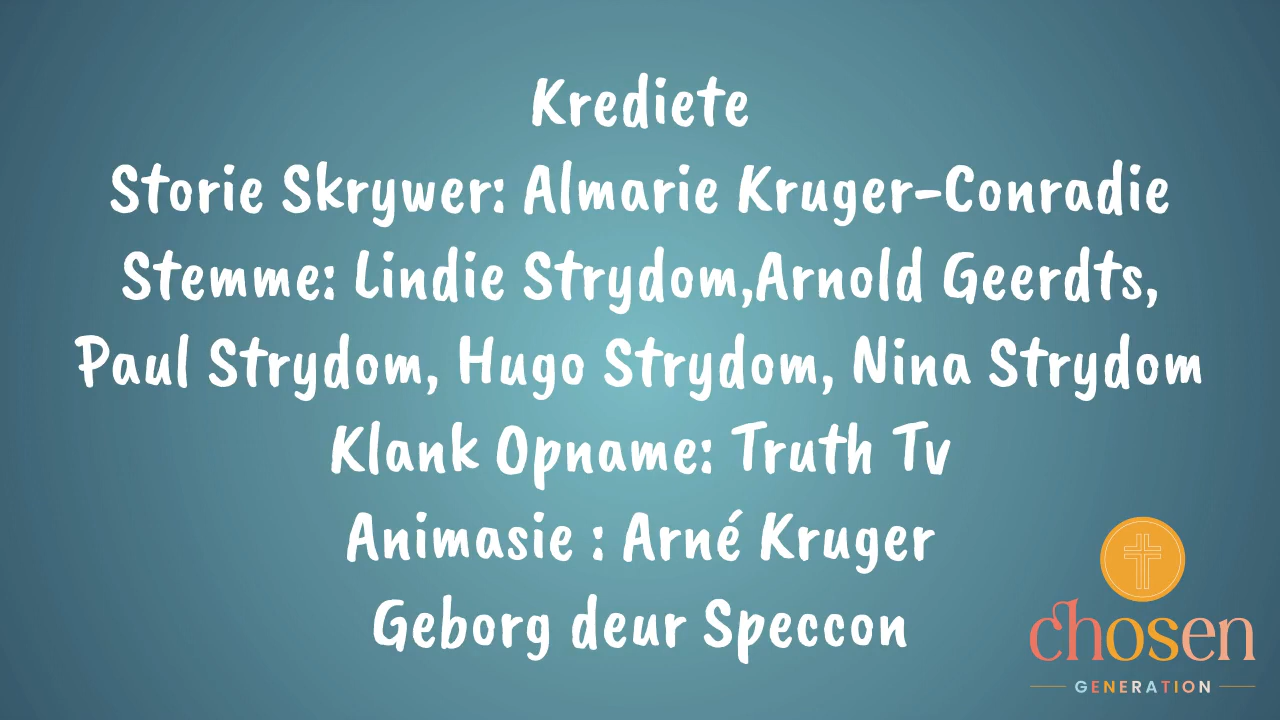 Krediete
Storie Skrywer: Almarie Kruger-Conradie
Stemme: Lindie Strydom,Arnold Geerdts,
Paul Strydom, Hugo Strydom, Nina Strydom
Klank Opname: Truth Tv
Animasie : Arné Kruger
Geborg deur Speccon
chosen
GENERATION